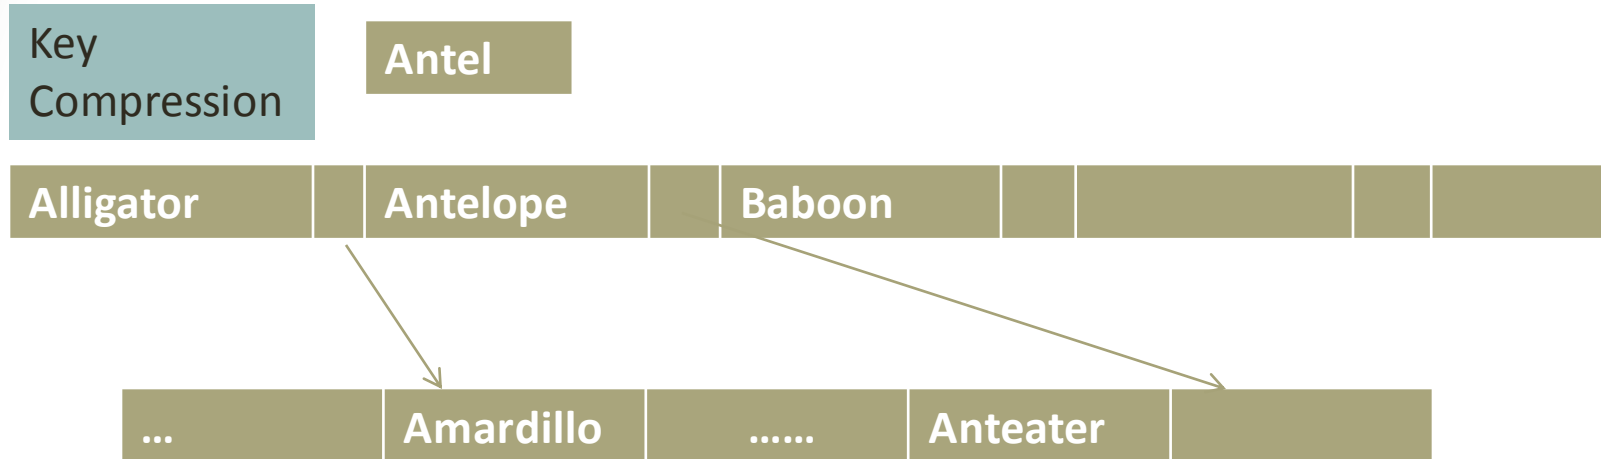 Key
Compression
Antel
Alligator Antelope Baboon
... Amardillo ...... Anteater